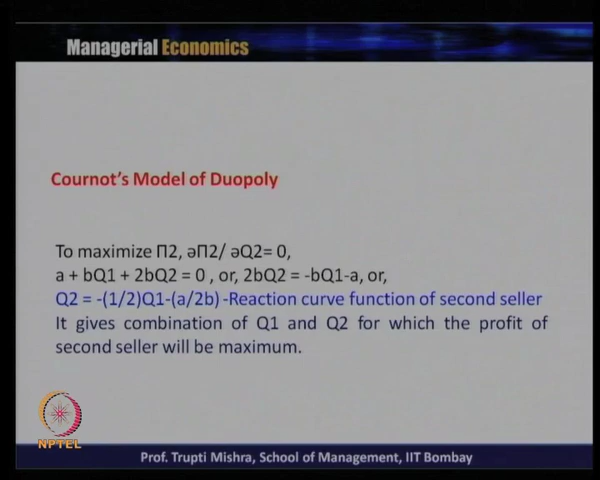 Managerial Economics
Cournot's Model of Duopoly
To maximize Π2, ∂Π2/ ∂Q2= 0,
a + bQ1 + 2bQ2 = 0 , or, 2bQ2 = -bQ1-a, or,
Q2 = -(1/2)Q1-(a/2b) -Reaction curve function of second seller
It gives combination of Q1 and Q2 for which the profit of
second seller will be maximum.
NPTEL
Prof. Trupti Mishra, School of Management, IIT Bombay